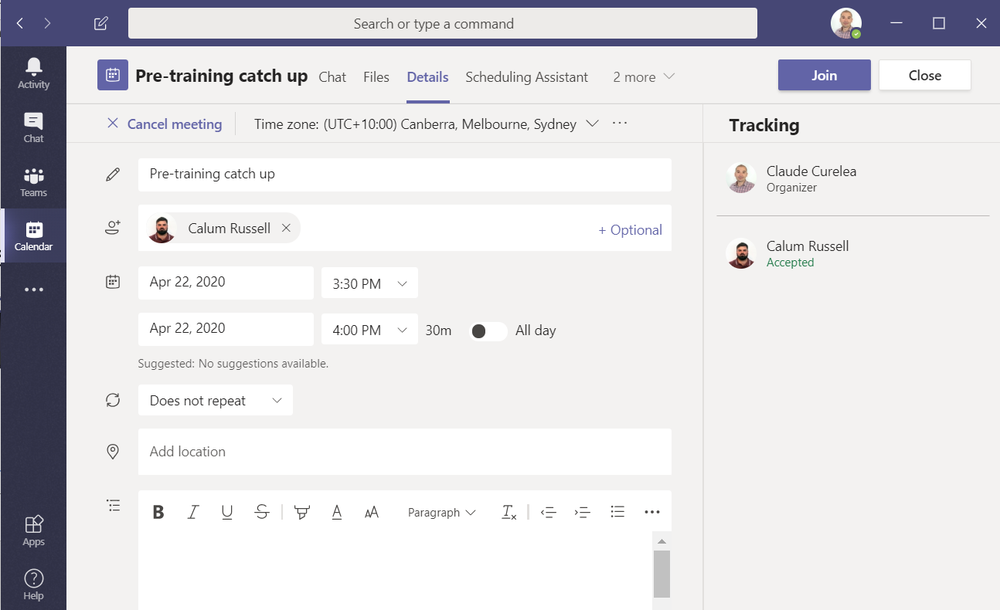 Search or type a command
Activity
Chat
Teams
Calendar
Apps
Help
Pre-training catch up Chat Files Details Scheduling Assistant 2 more Join Close
Cancel meeting Time zone: (UTC+10:00) Canberra, Melbourne, Sydney
Pre-training catch up
Calum Russell + Optional
Apr 22, 2020 3:30 PM
Apr 22, 2020 4:00 PM 30m All day
Suggested: No suggestions available.
Does not repeat
Add location
B I U S A AA Paragraph Tx
Tracking
Claude Curelea
Organizer
Calum Russell
Accepted